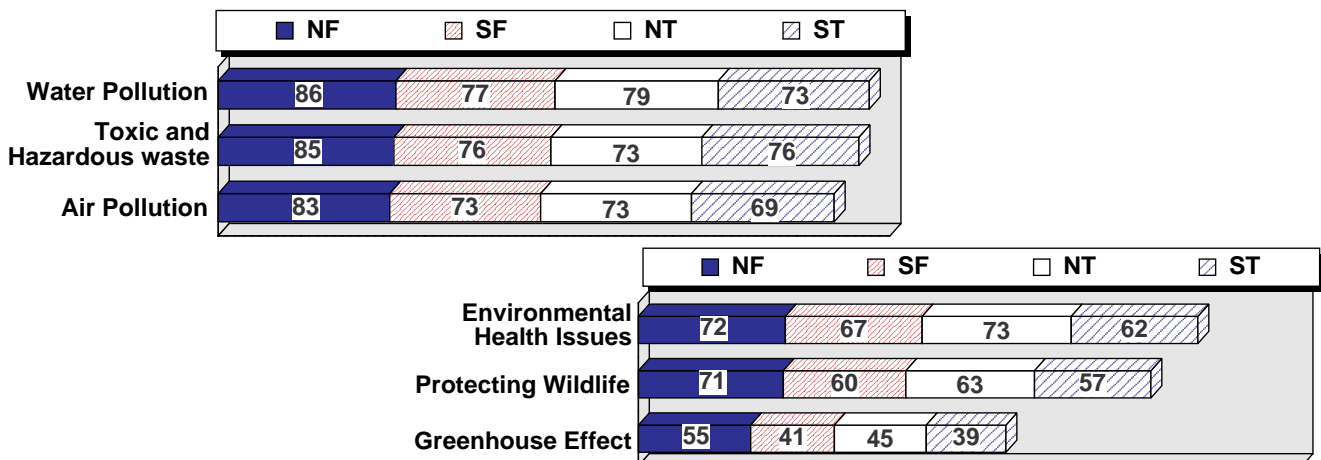 NF SF NT ST
Water Pollution 86 77 79 73
Toxic and
Hazardous waste 85 76 73 76
Air Pollution 83 73 73 69
NF SF NT ST
Environmental
Health Issues 72 67 73 62
Protecting Wildlife 71 60 63 57
Greenhouse Effect 55 41 45 39